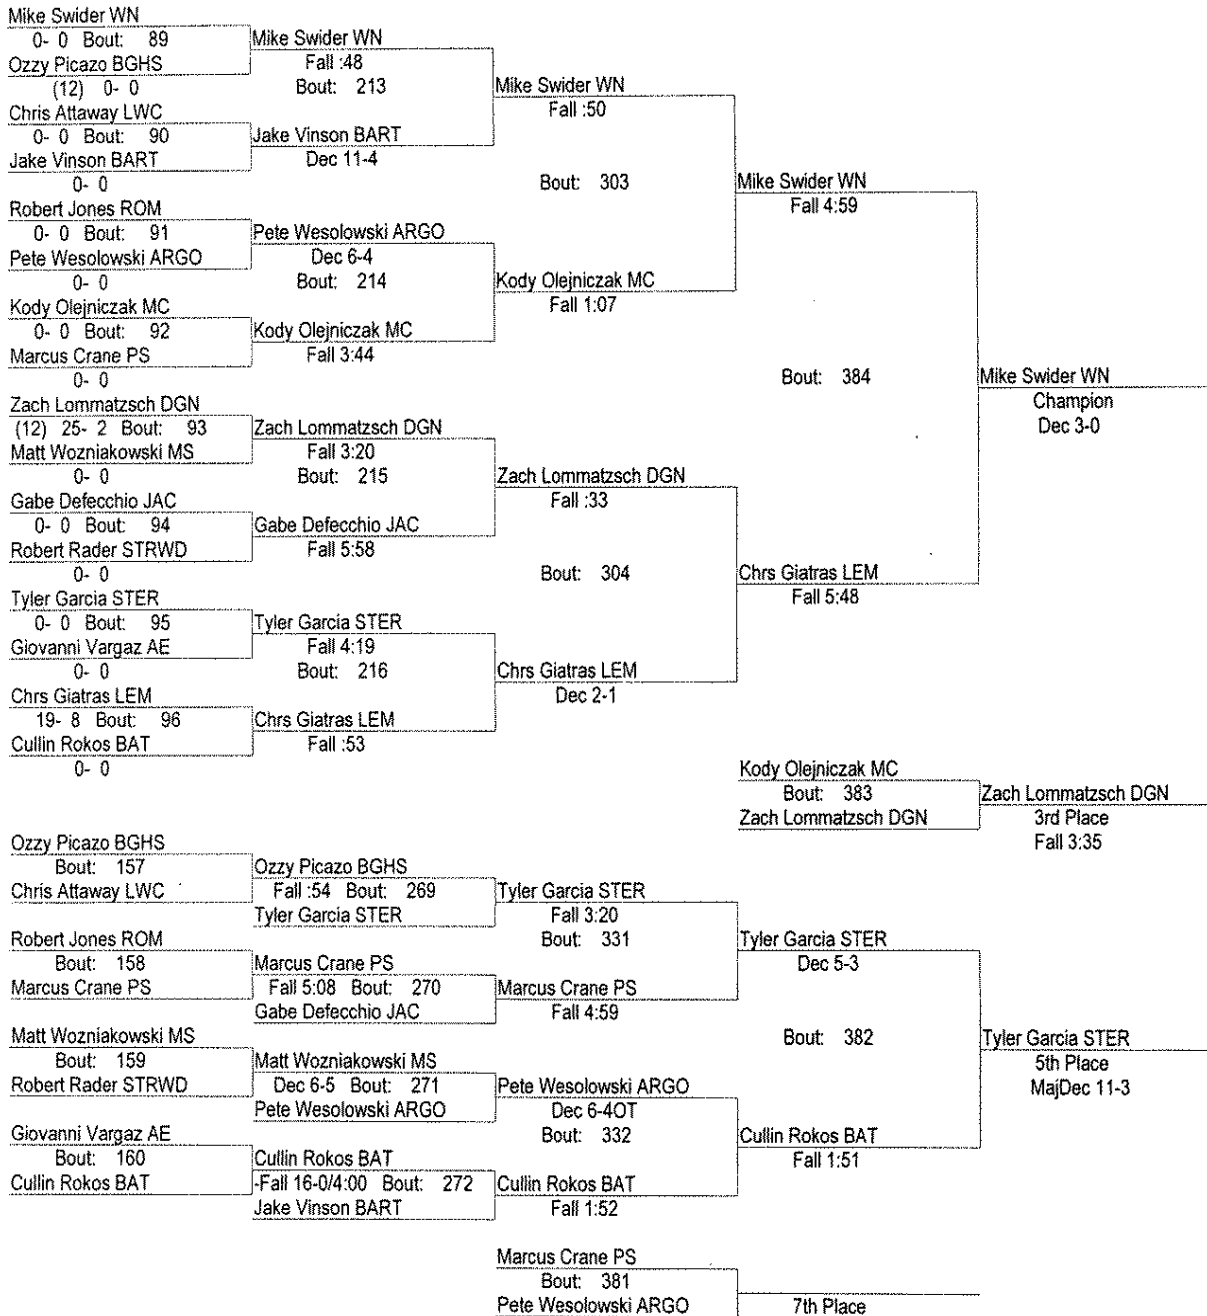 Mike Swider WN
0- 0 Bout: 89
Ozzy Picazo BGHS
(12) 0- 0
Chris Attaway LWC
0- 0 Bout: 90
Jake Vinson BART
0- 0
Robert Jones ROM
0- 0 Bout: 91
Pete Wesolowski ARGO
0- 0
Kody Olejniczak MC
0- 0 Bout: 92
Marcus Crane PS
0- 0
Zach Lommatzsch DGN
(12) 25- 2 Bout: 93
Matt Wozniakowski MS
0- 0
Gabe Defecchio JAC
0- 0 Bout: 94
Robert Rader STRWD
0- 0
Tyler Garcia STER
0- 0 Bout: 95
Giovanni Vargaz AE
0- 0
Chrs Giatras LEM
19- 8 Bout: 96
Cullin Rokos BAT
0- 0
Mike Swider WN
Fall :48
Bout: 213
Jake Vinson BART
Dec 11-4
Pete Wesolowski ARGO
Dec 6-4
Bout: 214
Kody Olejniczak MC
Fall 3:44
Zach Lommatzsch DGN
Fall 3:20
Bout: 215
Gabe Defecchio JAC
Fall 5:58
Tyler Garcia STER
Fall 4:19
Bout: 216
Chrs Giatras LEM
Fall :53
Mike Swider WN
Fall :50
Bout: 303
Kody Olejniczak MC
Fall 1:07
Zach Lommatzsch DGN
Fall :33
Bout: 304
Chrs Giatras LEM
Dec 2-1
Mike Swider WN
Fall 4:59
Bout: 384
Chrs Giatras LEM
Fall 5:48
Mike Swider WN
Champion
Dec 3-0
Kody Olejniczak MC
Bout: 383
Zach Lommatzsch DGN
Zach Lommatzsch DGN
3rd Place
Fall 3:35
Ozzy Picazo BGHS
Bout: 157
Chris Attaway LWC
Robert Jones ROM
Bout: 158
Marcus Crane PS
Matt Wozniakowski MS
Bout: 159
Robert Rader STRWD
Giovanni Vargaz AE
Bout: 160
Cullin Rokos BAT
Ozzy Picazo BGHS
Fall :54 Bout: 269
Tyler Garcia STER
Marcus Crane PS
Fall 5:08 Bout: 270
Gabe Defecchio JAC
Matt Wozniakowski MS
Dec 6-5 Bout: 271
Pete Wesolowski ARGO
Cullin Rokos BAT
-Fall 16-0/4:00 Bout: 272
Jake Vinson BART
Tyler Garcia STER
Fall 3:20
Bout: 331
Marcus Crane PS
Fall 4:59
Pete Wesolowski ARGO
Dec 6-4OT
Bout: 332
Cullin Rokos BAT
Fall 1:52
Tyler Garcia STER
Dec 5-3
Bout: 382
Cullin Rokos BAT
Fall 1:51
Tyler Garcia STER
5th Place
MajDec 11-3
Marcus Crane PS
Bout: 381
Pete Wesolowski ARGO
7th Place